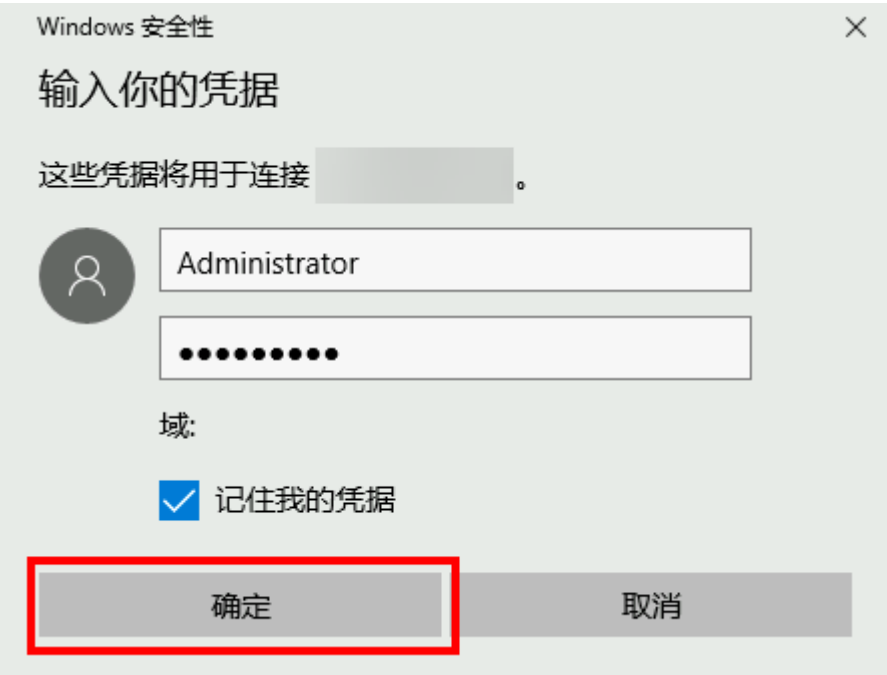 Windows 安全性
输入你的凭据
这些凭据将用于连接 。
Administrator
●●●●●●●●●
域:
记住我的凭据
确定 取消